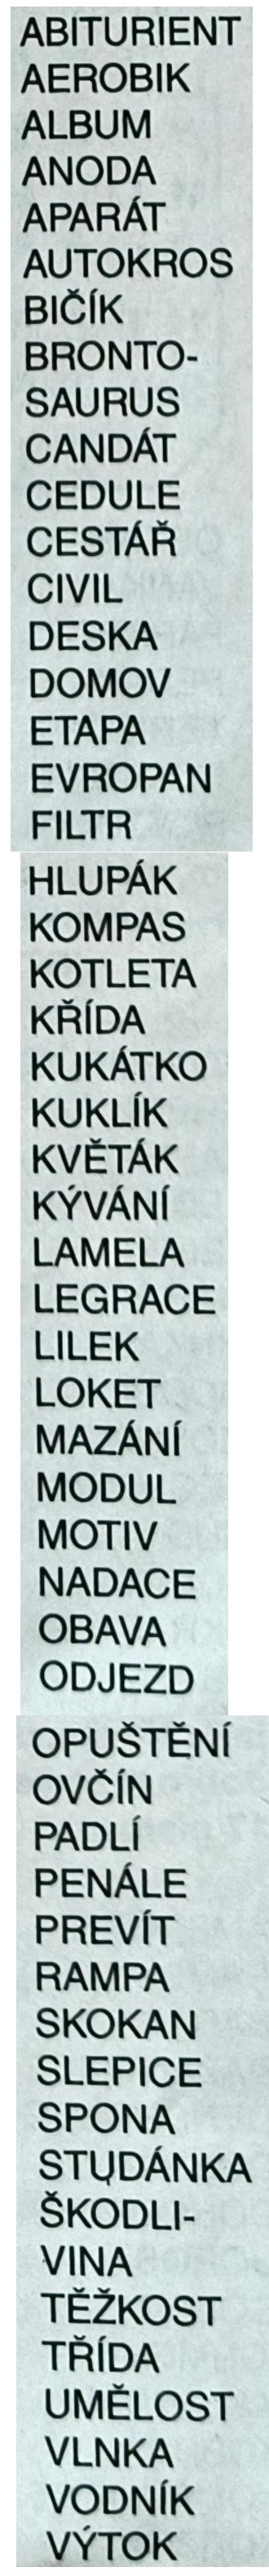 ABITURIENT
AEROBIK
ALBUM
ANODA
APARÁT
AUTOKROS
BIČÍK
BRONTO-
SAURUS
CANDÁT
CEDULE
CESTÁŘ
CIVIL
DESKA
DOMOV
ETAPA
EVROPAN
FILTR
HLUPÁK
KOMPAS
KOTLETA
KŘÍDA
KUKÁTKO
KUKLÍK
KVĚTÁK
KÝVÁNÍ
LAMELA
LEGRACE
LILEK
LOKET
MAZÁNÍ
MODUL
MOTIV
NADACE
OBAVA
ODJEZD
OPUŠTĚNÍ
OVČÍN
PADLÍ
PENÁLE
PREVÍT
RAMPA
SKOKAN
SLEPICE
SPONA
STUDÁNKA
ŠKODLI-
VINA
TĚŽKOST
TŘÍDA
UMĚLOST
VLNKA
VODNÍK
VÝTOK